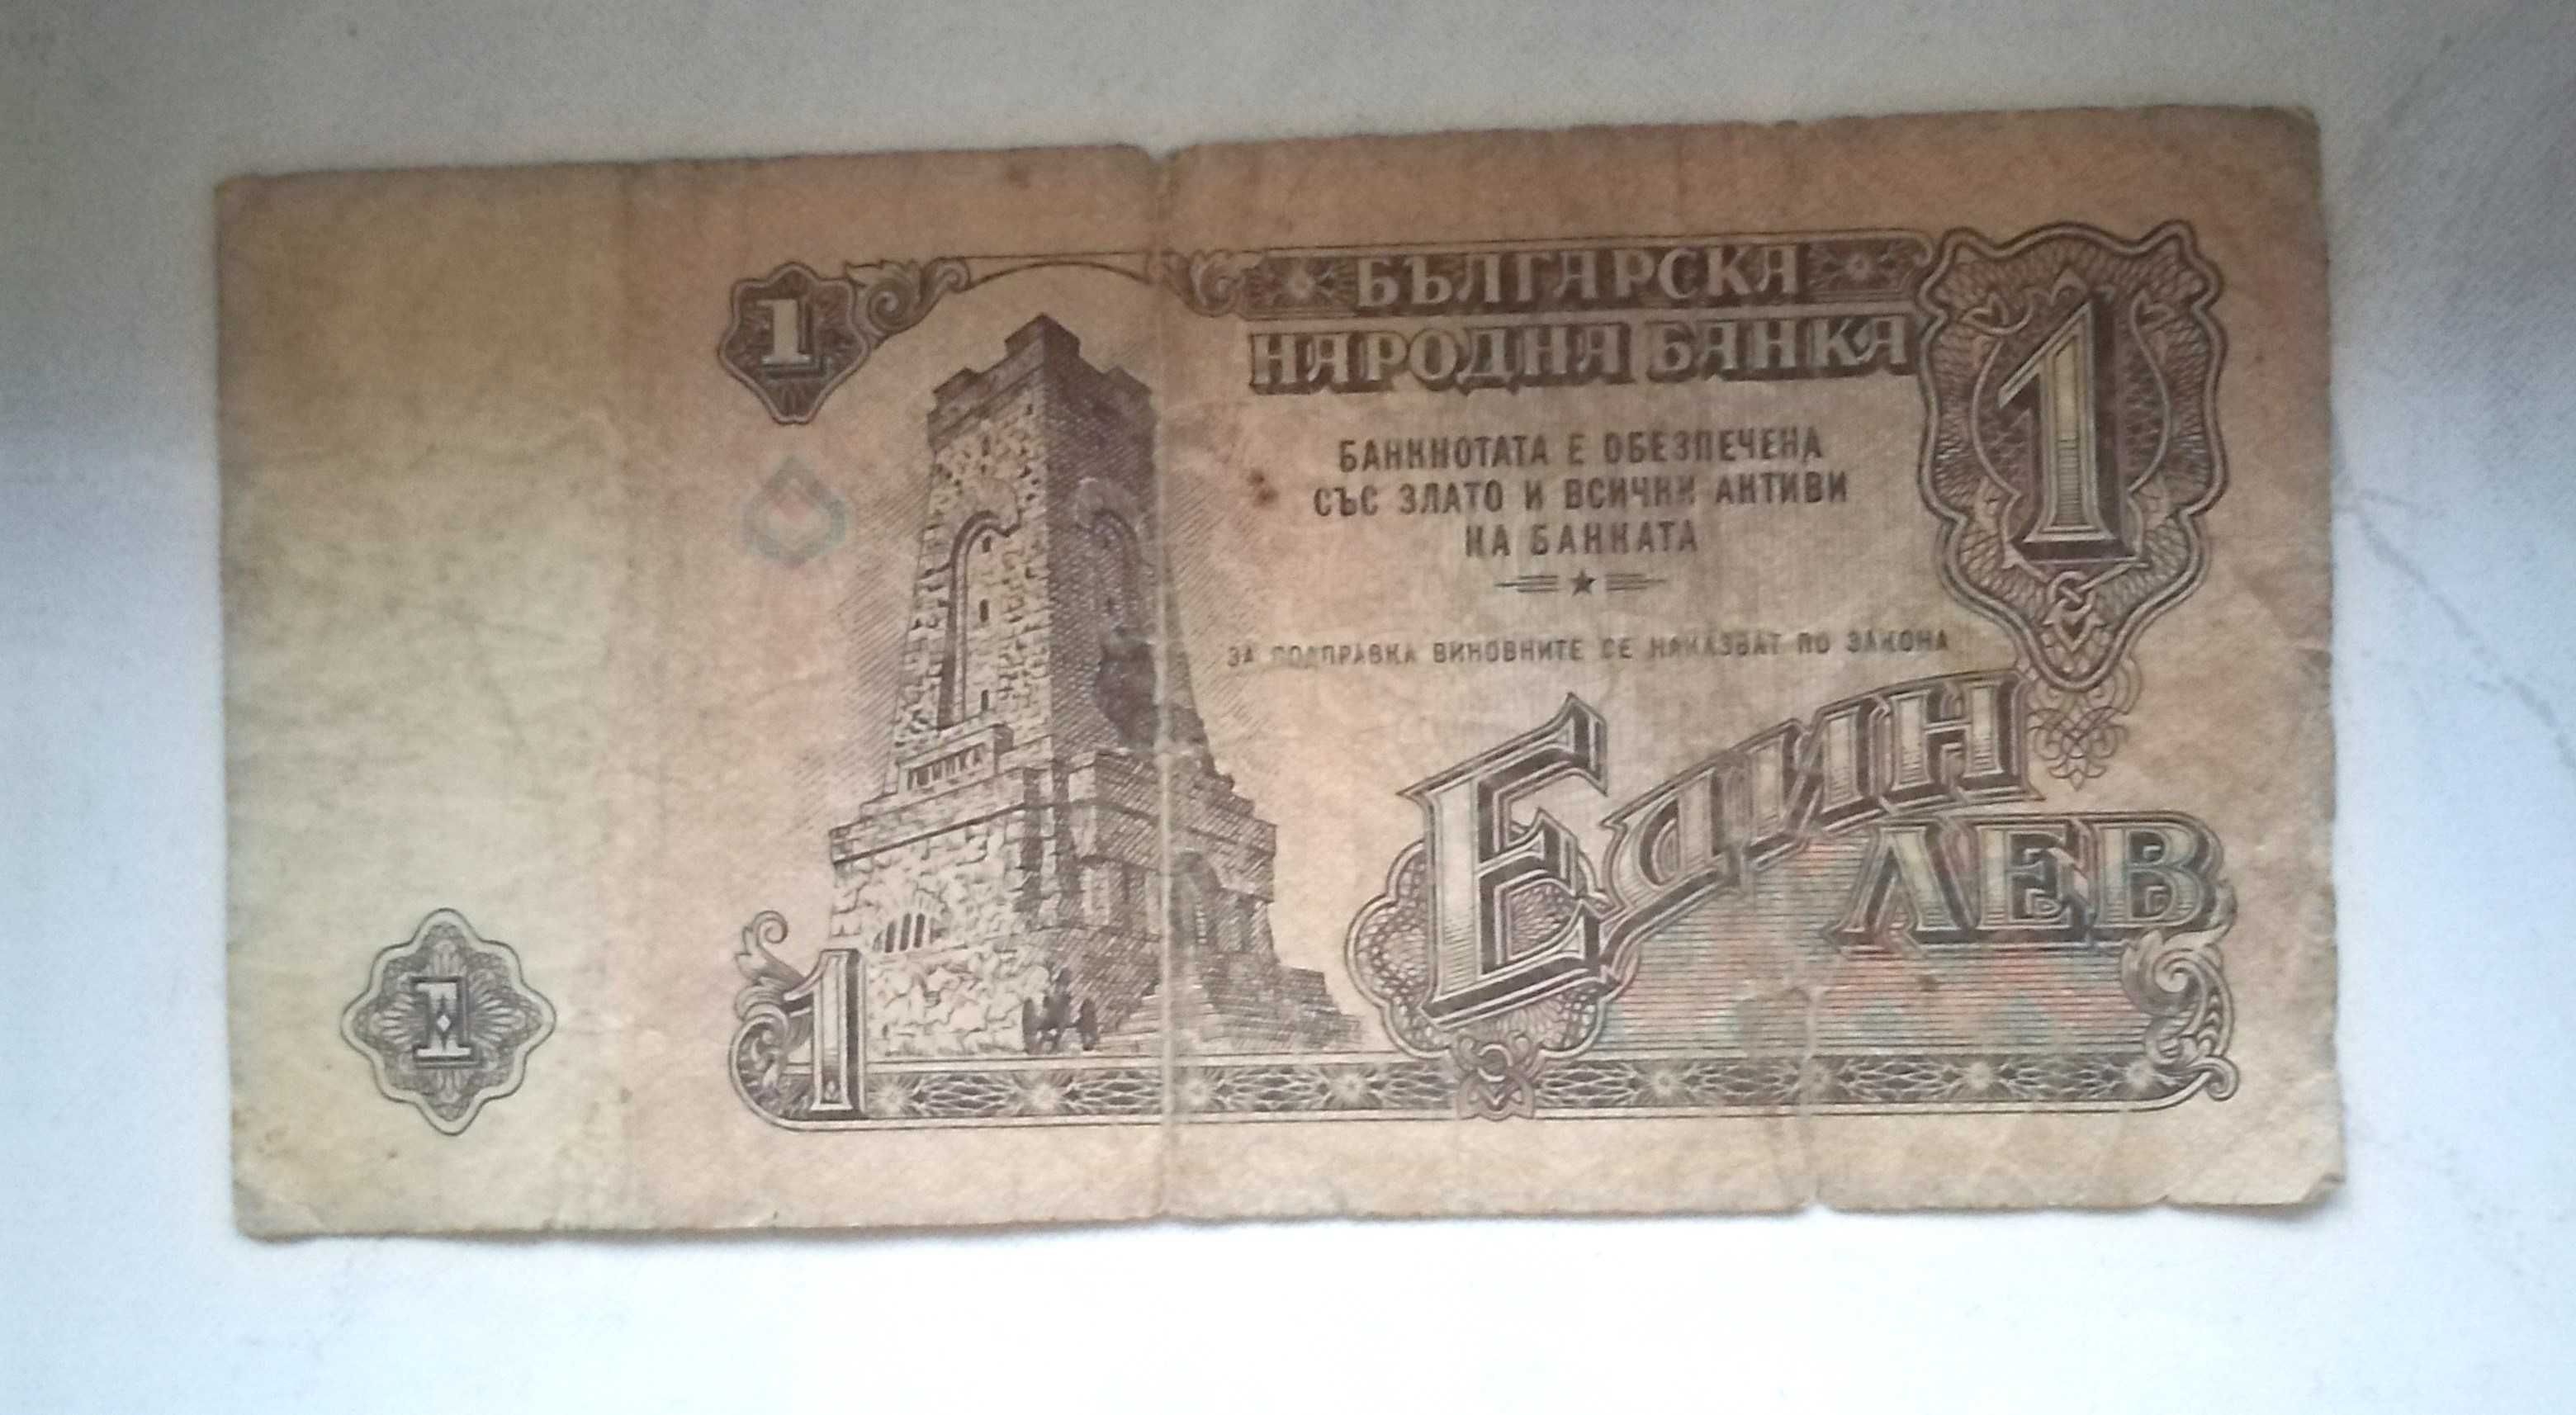 1
БЪЛГАРСКА
НАРОДНА БАНКА
1
БАНКНОТАТА Е ОБЕЗПЕЧЕНА
СЪС ЗЛАТО И ВСИЧКИ АКТИВИ
НА БАНКАТА
ЗА ПОДПРАВКА ВИНОВНИТЕ СЕ НАКАЗВАТ ПО ЗАКОНА
ШИПКА
ЕДИН
ЛЕВ
1
1